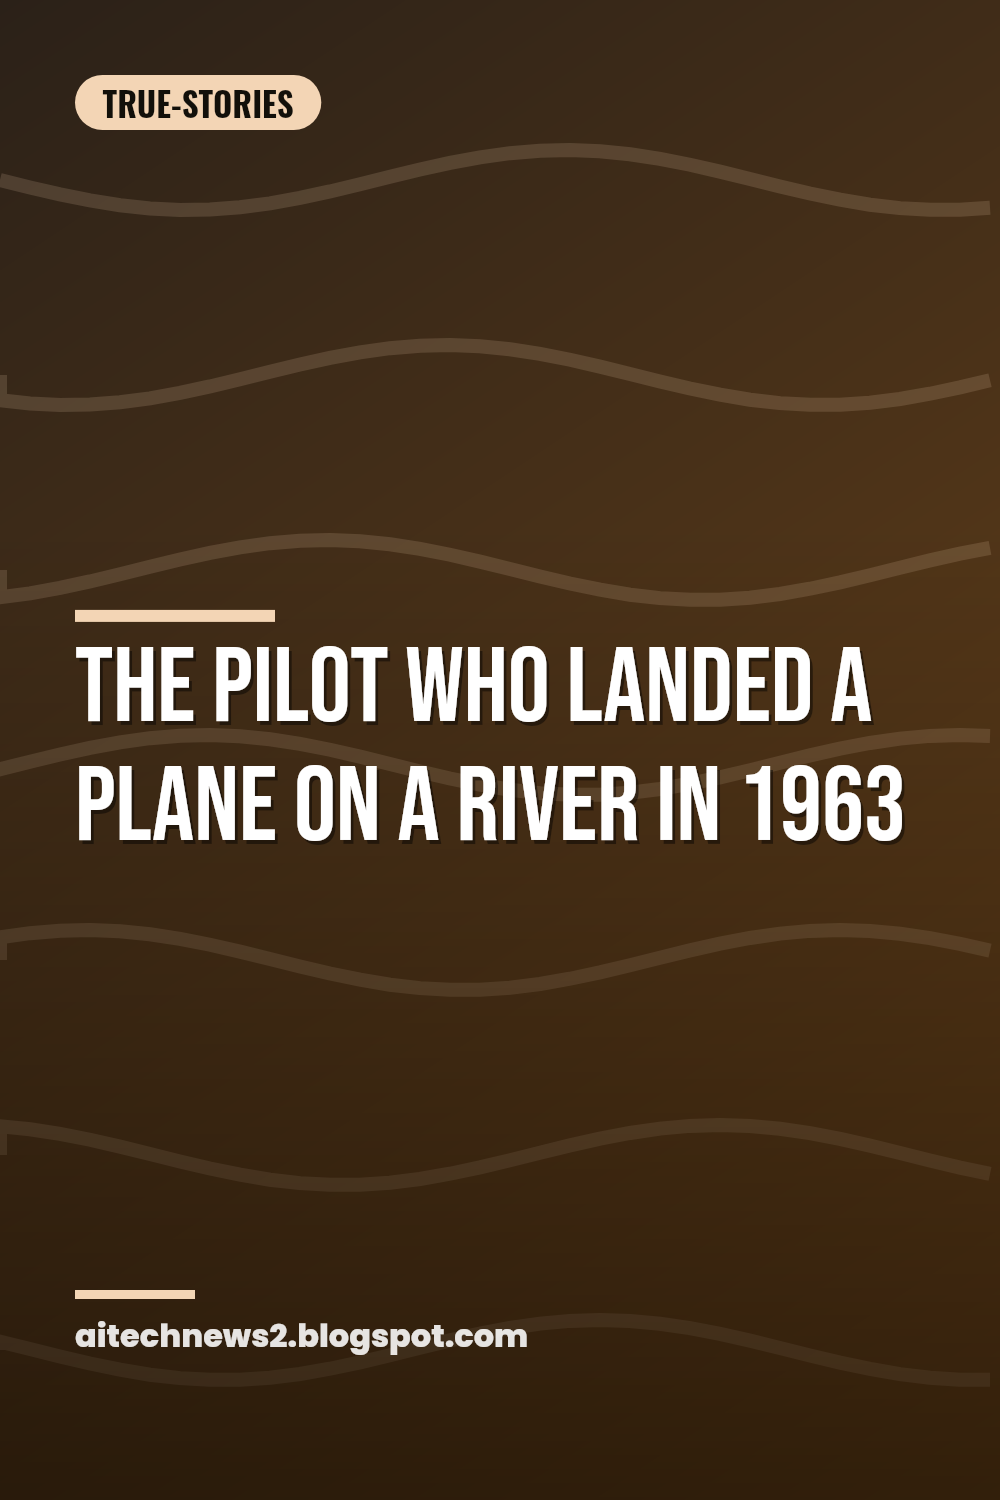 TRUE-STORIES
THE PILOT WHO LANDED A
PLANE ON A RIVER IN 1963
aitechnews2.blogspot.com